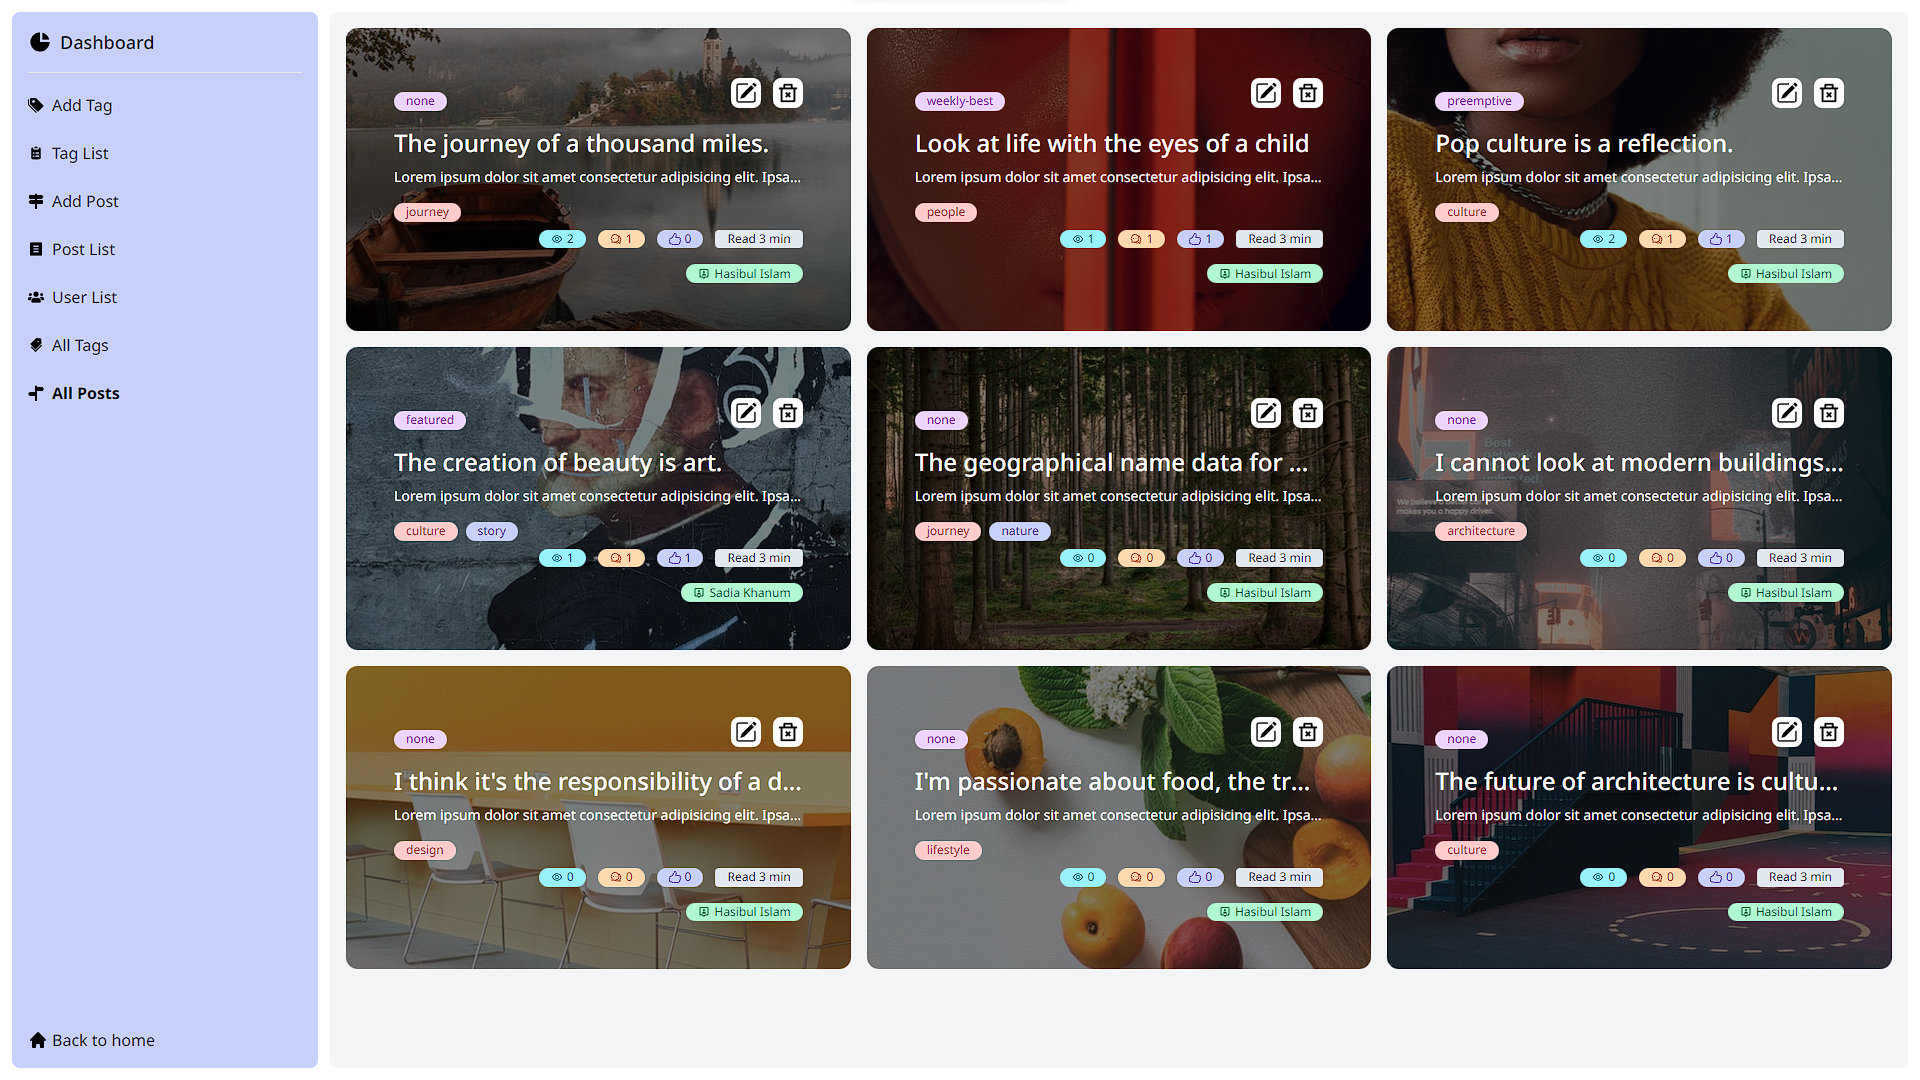 Dashboard
Add Tag
Tag List
Add Post
Post List
User List
All Tags
All Posts
Back to home
none
The journey of a thousand miles.
Lorem ipsum dolor sit amet consectetur adipisicing elit. Ipsa...
journey
2 1 0 Read 3 min
Hasibul Islam
weekly-best
Look at life with the eyes of a child
Lorem ipsum dolor sit amet consectetur adipisicing elit. Ipsa...
people
1 1 1 Read 3 min
Hasibul Islam
preemptive
Pop culture is a reflection.
Lorem ipsum dolor sit amet consectetur adipisicing elit. Ipsa...
culture
2 1 1 Read 3 min
Hasibul Islam
featured
The creation of beauty is art.
Lorem ipsum dolor sit amet consectetur adipisicing elit. Ipsa...
culture story
1 1 1 Read 3 min
Sadia Khanum
none
The geographical name data for ...
Lorem ipsum dolor sit amet consectetur adipisicing elit. Ipsa...
journey nature
0 0 0 Read 3 min
Hasibul Islam
none
Best
I cannot look at modern buildings...
Lorem ipsum dolor sit amet consectetur adipisicing elit. Ipsa...
We believe
makes you a happy driver.
architecture
0 0 0 Read 3 min
Hasibul Islam
none
I think it's the responsibility of a d...
Lorem ipsum dolor sit amet consectetur adipisicing elit. Ipsa...
design
0 0 0 Read 3 min
Hasibul Islam
none
I'm passionate about food, the tr...
Lorem ipsum dolor sit amet consectetur adipisicing elit. Ipsa...
lifestyle
0 0 0 Read 3 min
Hasibul Islam
none
The future of architecture is cultu...
Lorem ipsum dolor sit amet consectetur adipisicing elit. Ipsa...
culture
0 0 0 Read 3 min
Hasibul Islam